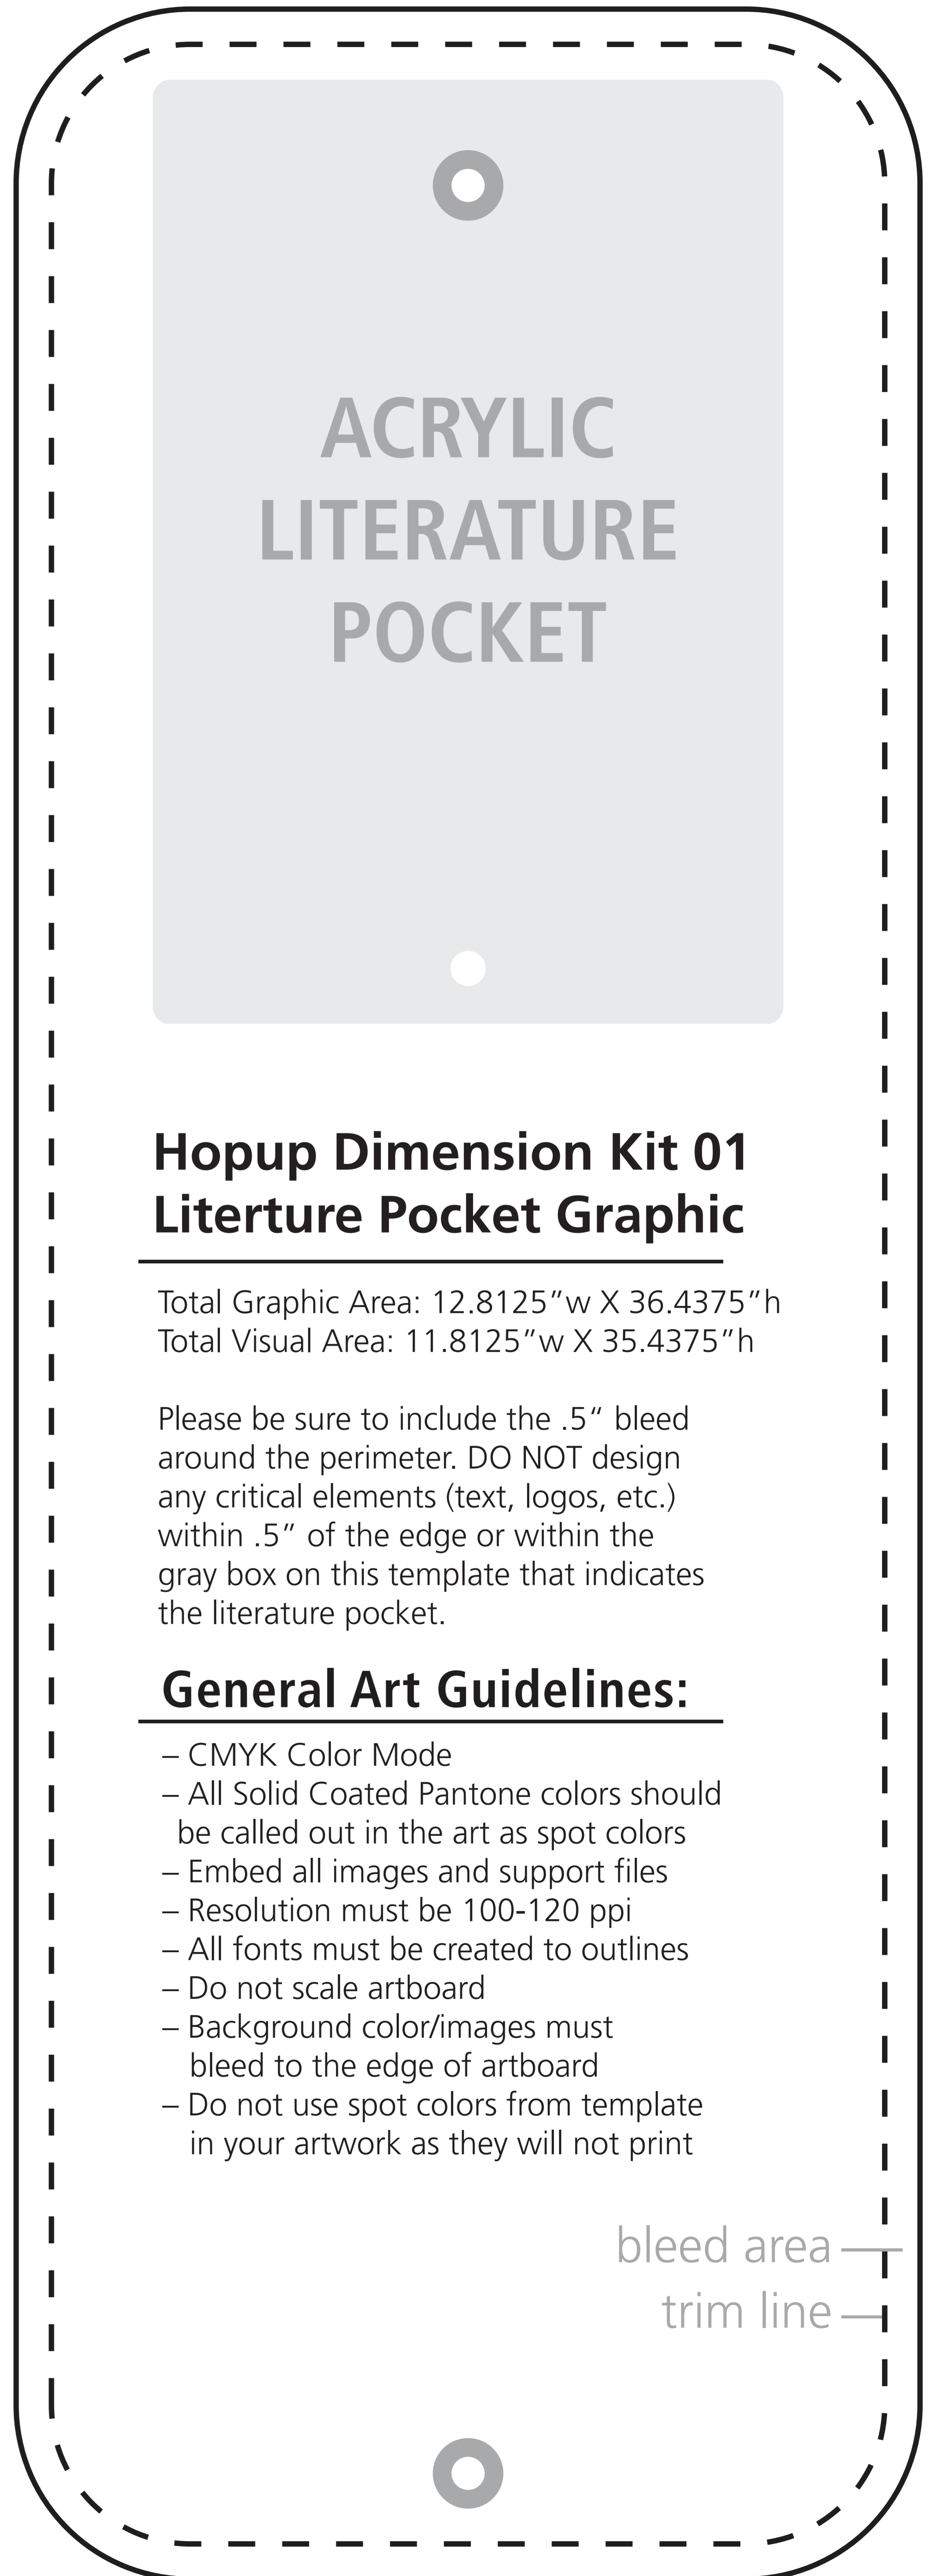 ACRYLIC
LITERATURE
POCKET
Hopup Dimension Kit 01
Literture Pocket Graphic
Total Graphic Area: 12.8125”w X 36.4375”h
Total Visual Area: 11.8125”w X 35.4375”h
Please be sure to include the .5“ bleed
around the perimeter. DO NOT design
any critical elements (text, logos, etc.)
within .5” of the edge or within the
gray box on this template that indicates
the literature pocket.
General Art Guidelines:
– CMYK Color Mode
– All Solid Coated Pantone colors should
be called out in the art as spot colors
– Embed all images and support files
– Resolution must be 100-120 ppi
– All fonts must be created to outlines
– Do not scale artboard
– Background color/images must
bleed to the edge of artboard
– Do not use spot colors from template
in your artwork as they will not print
bleed area
trim line